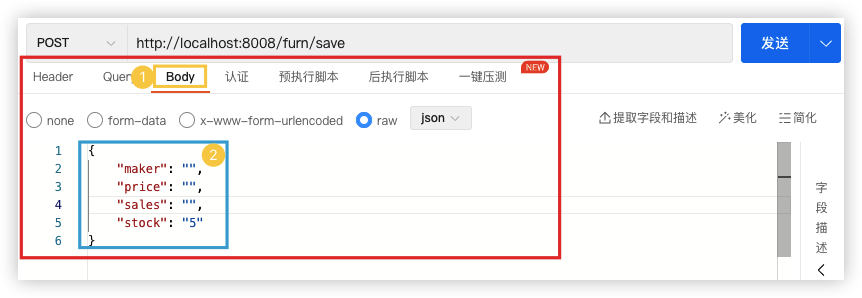 POST http://localhost:8008/furn/save 发送
NEW
Header Query 1 Body 认证 预执行脚本 后执行脚本 一键压测
none form-data x-www-form-urlencoded raw json 提取字段和描述 美化 简化
1 { 2
2 "maker": "",
3 "price": "",
4 "sales": "",
5 "stock": "5"
6 }
字
段
描
述